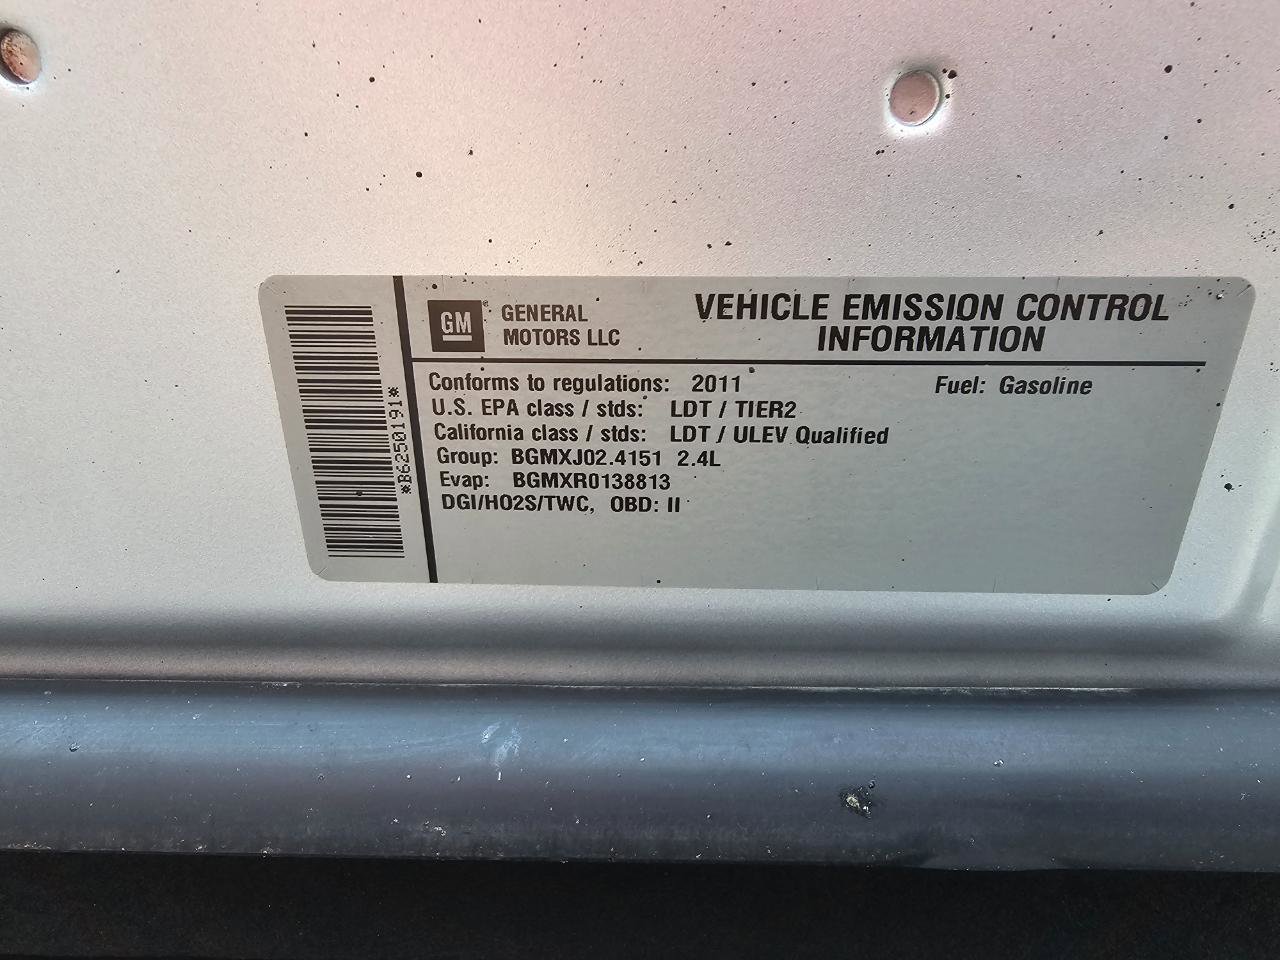 *B6250191*
GM
GENERAL
MOTORS LLC
VEHICLE EMISSION CONTROL
INFORMATION
Conforms to regulations: 2011 Fuel: Gasoline
U.S. EPA class / stds: LDT / TIER2
California class / stds: LDT / ULEV Qualified
Group: BGMXJ02.4151 2.4L
Evap: BGMXR0138813
DGI/HO2S/TWC, OBD: II